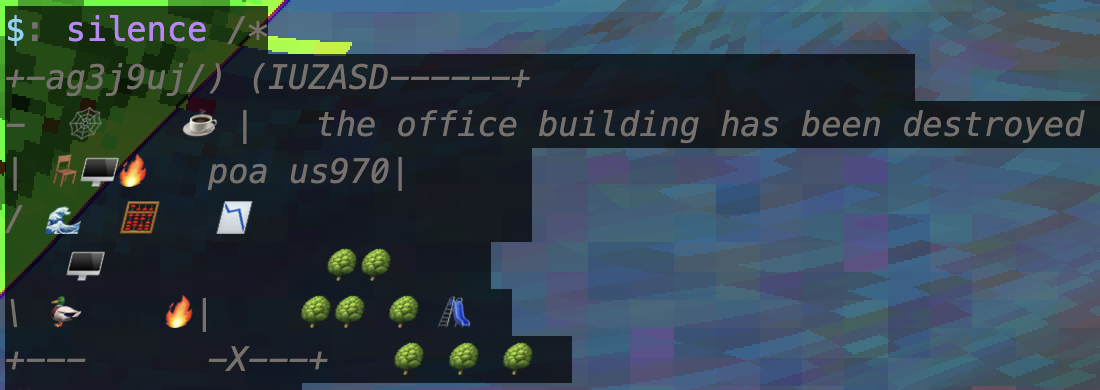 $: silence /*
+−ag3j9uj/) (IUZASD−−−−−−+
− 🕸 ☕ | the office building has been destroyed
| 🪑🖥🔥 poa us970|
/ 🌊 🧮 📉
🖥 🌳🌳
\ 🦆 🔥| 🌳🌳 🌳 🛝
+−−− −X−−−+ 🌳 🌳 🌳